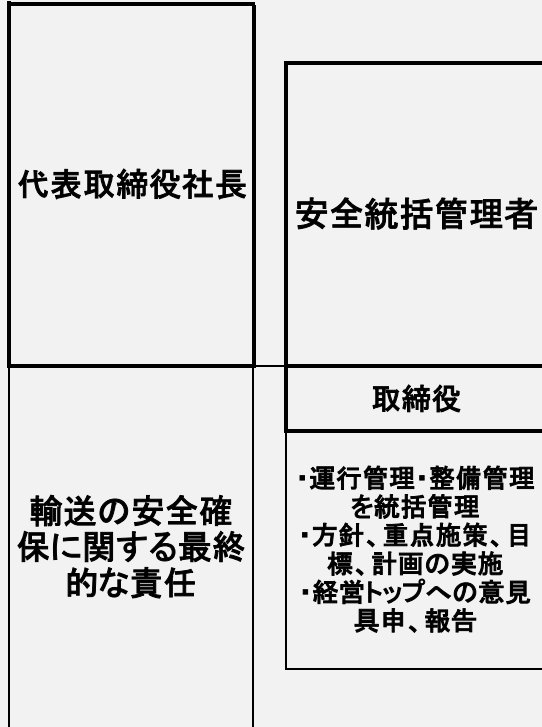 代表取締役社長
輸送の安全確
保に関する最終
的な責任
安全統括管理者
取締役
・運行管理・整備管理
を統括管理
・方針、重点施策、目
標、計画の実施
・経営トップへの意見
具申、報告